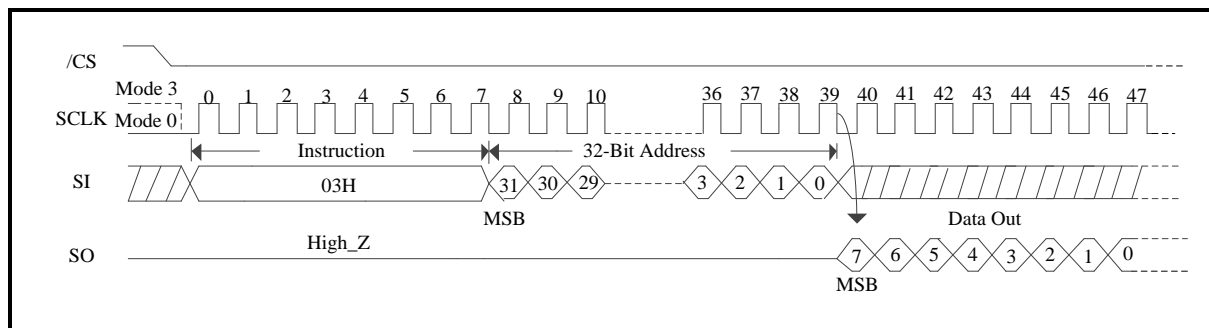 /CS
Mode 3
0 1 2 3 4 5 6 7 8 9 10 36 37 38 39 40 41 42 43 44 45 46 47
SCLK
Mode 0
Instruction 32-Bit Address
SI 03H 31 30 29 3 2 1 0
MSB Data Out
High_Z
SO 7 6 5 4 3 2 1 0
MSB